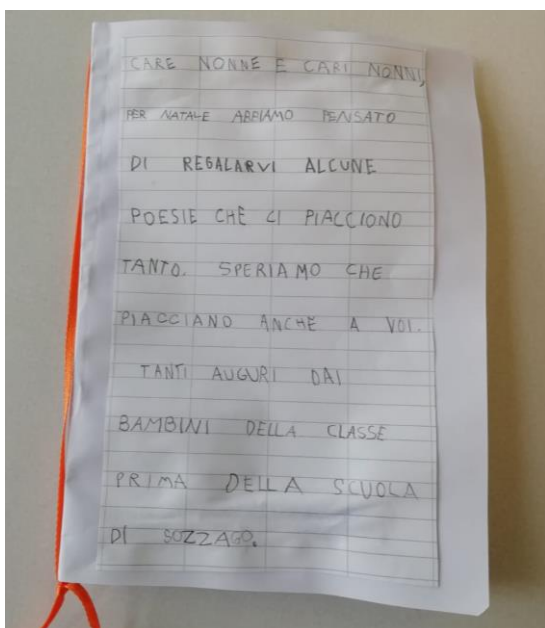 CARE NONNE E CARI NONNI,
PER NATALE ABBIAMO PENSATO
DI REGALARVI ALCUNE
POESIE CHE CI PIACCIONO
TANTO. SPERIAMO CHE
PIACCIANO ANCHE A VOI.
TANTI AUGURI DAI
BAMBINI DELLA CLASSE
PRIMA DELLA SCUOLA
DI SOZZAGO.